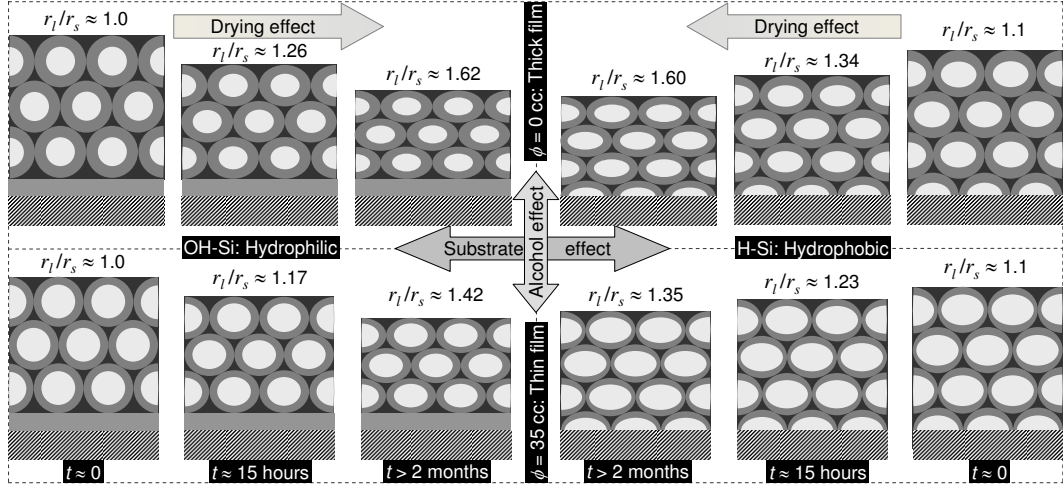 r_l/r_s ≈ 1.0
Drying effect
r_l/r_s ≈ 1.26
r_l/r_s ≈ 1.62
ϕ = 0 cc: Thick film
r_l/r_s ≈ 1.60
r_l/r_s ≈ 1.34
Drying effect
r_l/r_s ≈ 1.1
OH-Si: Hydrophilic
Substrate effect
Alcohol effect
H-Si: Hydrophobic
r_l/r_s ≈ 1.0
r_l/r_s ≈ 1.17
r_l/r_s ≈ 1.42
ϕ = 35 cc: Thin film
r_l/r_s ≈ 1.35
r_l/r_s ≈ 1.23
r_l/r_s ≈ 1.1
t ≈ 0
t ≈ 15 hours
t > 2 months
t > 2 months
t ≈ 15 hours
t ≈ 0